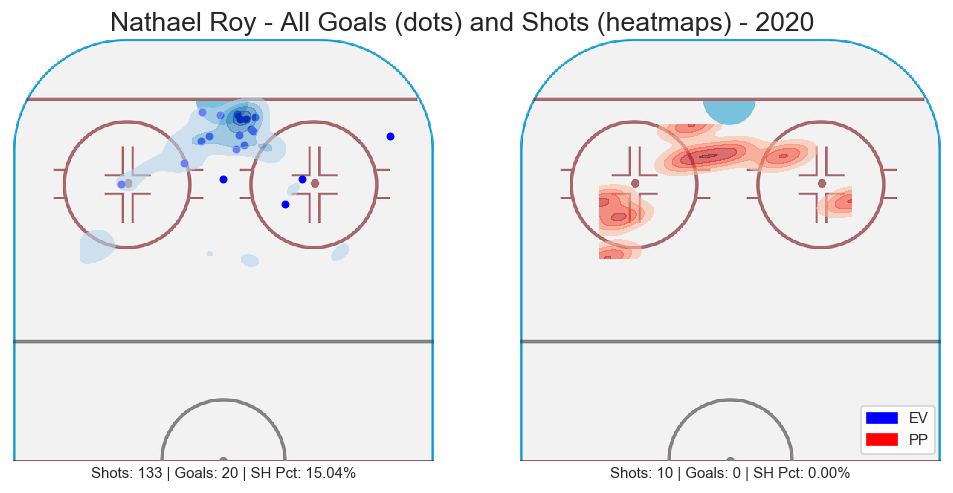 Nathael Roy - All Goals (dots) and Shots (heatmaps) - 2020
EV
PP
Shots: 133 | Goals: 20 | SH Pct: 15.04%
Shots: 10 | Goals: 0 | SH Pct: 0.00%